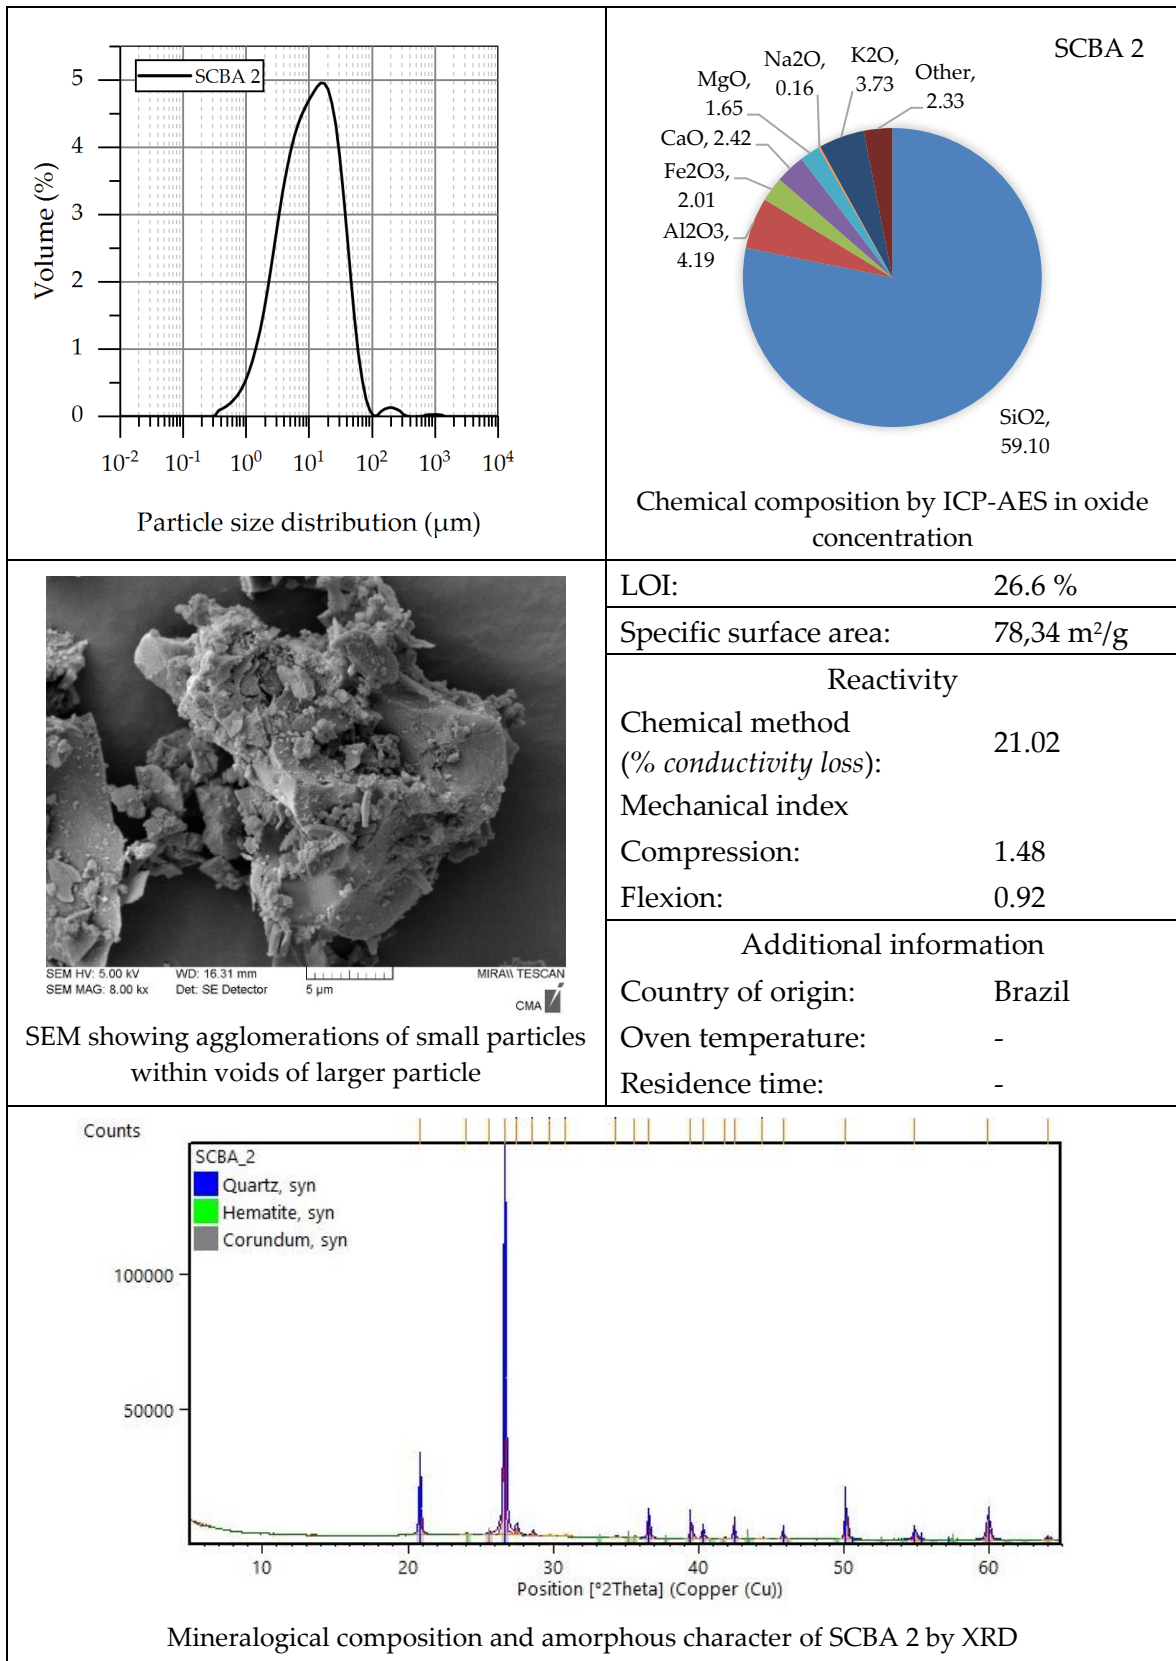 SCBA 2
5
4
3
2
1
0
Volume (%)
10-2 10-1 100 101 102 103 104
Particle size distribution (µm)
SCBA 2
Na2O, 0.16
K2O, 3.73
Other, 2.33
MgO, 1.65
CaO, 2.42
Fe2O3, 2.01
Al2O3, 4.19
SiO2, 59.10
Chemical composition by ICP-AES in oxide
concentration
SEM HV: 5.00 kV WD: 16.31 mm MIRA\\ TESCAN
SEM MAG: 8.00 kx Det: SE Detector 5 µm
CMA
SEM showing agglomerations of small particles
within voids of larger particle
LOI: 26.6 %
Specific surface area: 78,34 m²/g
Reactivity
Chemical method
(% conductivity loss): 21.02
Mechanical index
Compression: 1.48
Flexion: 0.92
Additional information
Country of origin: Brazil
Oven temperature: -
Residence time: -
Counts
SCBA_2
Quartz, syn
Hematite, syn
Corundum, syn
100000
50000
10 20 30 40 50 60
Position [°2Theta] (Copper (Cu))
Mineralogical composition and amorphous character of SCBA 2 by XRD